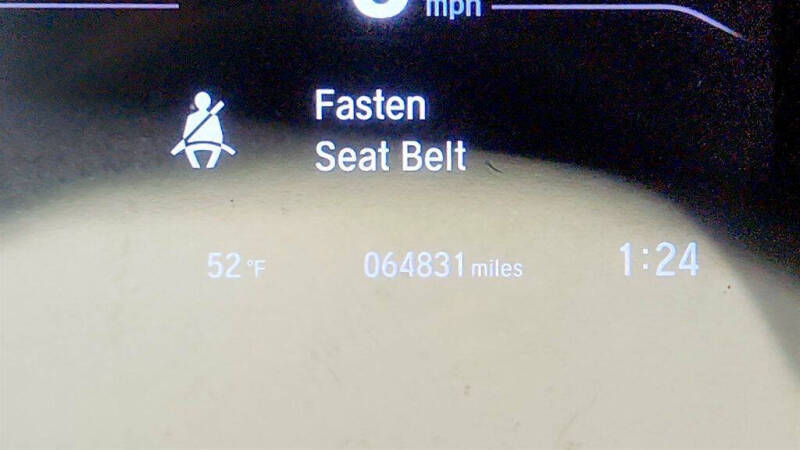 mph
Fasten
Seat Belt
52 °F 064831 miles 1:24